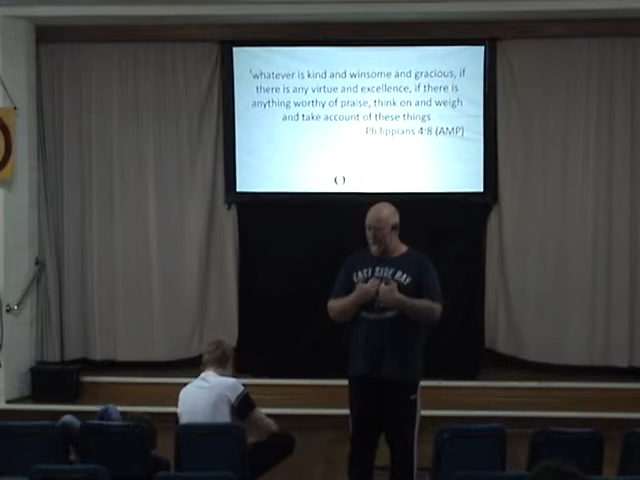 'whatever is kind and winsome and gracious, if
there is any virtue and excellence, if there is
anything worthy of praise, think on and weigh
and take account of these things
Philippians 4:8 (AMP)
()
EAST SIDE BAY